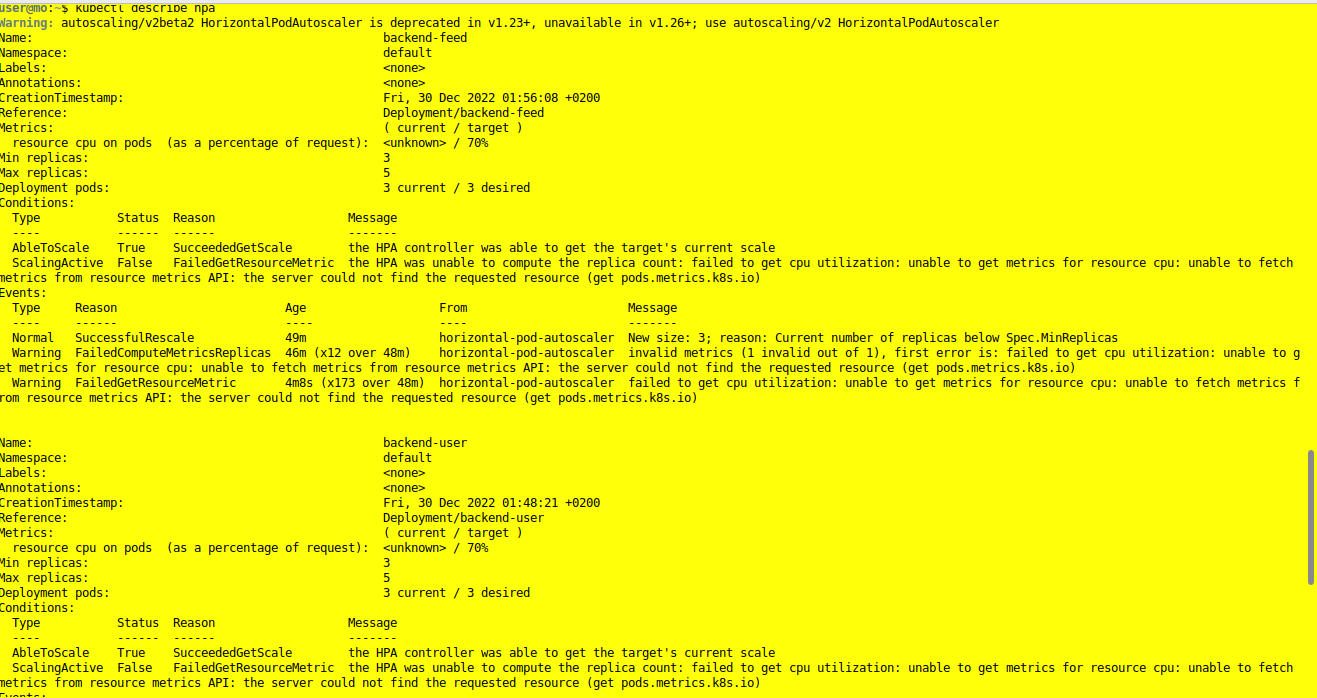 user@mo:~$ kubectl describe hpa
Warning: autoscaling/v2beta2 HorizontalPodAutoscaler is deprecated in v1.23+, unavailable in v1.26+; use autoscaling/v2 HorizontalPodAutoscaler
Name:                                                  backend-feed
Namespace:                                             default
Labels:                                                <none>
Annotations:                                           <none>
CreationTimestamp:                                     Fri, 30 Dec 2022 01:56:08 +0200
Reference:                                             Deployment/backend-feed
Metrics:                                               ( current / target )
  resource cpu on pods  (as a percentage of request):  <unknown> / 70%
Min replicas:                                          3
Max replicas:                                          5
Deployment pods:                                       3 current / 3 desired
Conditions:
  Type           Status  Reason                   Message
  ----           ------  ------                   -------
  AbleToScale    True    SucceededGetScale        the HPA controller was able to get the target's current scale
  ScalingActive  False   FailedGetResourceMetric  the HPA was unable to compute the replica count: failed to get cpu utilization: unable to get metrics for resource cpu: unable to fetch
metrics from resource metrics API: the server could not find the requested resource (get pods.metrics.k8s.io)
Events:
  Type     Reason                        Age                   From                       Message
  ----     ------                        ----                  ----                       -------
  Normal   SuccessfulRescale             49m                   horizontal-pod-autoscaler  New size: 3; reason: Current number of replicas below Spec.MinReplicas
  Warning  FailedComputeMetricsReplicas  46m (x12 over 48m)    horizontal-pod-autoscaler  invalid metrics (1 invalid out of 1), first error is: failed to get cpu utilization: unable to g
et metrics for resource cpu: unable to fetch metrics from resource metrics API: the server could not find the requested resource (get pods.metrics.k8s.io)
  Warning  FailedGetResourceMetric       4m8s (x173 over 48m)  horizontal-pod-autoscaler  failed to get cpu utilization: unable to get metrics for resource cpu: unable to fetch metrics f
rom resource metrics API: the server could not find the requested resource (get pods.metrics.k8s.io)
Name:                                                  backend-user
Namespace:                                             default
Labels:                                                <none>
Annotations:                                           <none>
CreationTimestamp:                                     Fri, 30 Dec 2022 01:48:21 +0200
Reference:                                             Deployment/backend-user
Metrics:                                               ( current / target )
  resource cpu on pods  (as a percentage of request):  <unknown> / 70%
Min replicas:                                          3
Max replicas:                                          5
Deployment pods:                                       3 current / 3 desired
Conditions:
  Type           Status  Reason                   Message
  ----           ------  ------                   -------
  AbleToScale    True    SucceededGetScale        the HPA controller was able to get the target's current scale
  ScalingActive  False   FailedGetResourceMetric  the HPA was unable to compute the replica count: failed to get cpu utilization: unable to get metrics for resource cpu: unable to fetch
metrics from resource metrics API: the server could not find the requested resource (get pods.metrics.k8s.io)
Events: